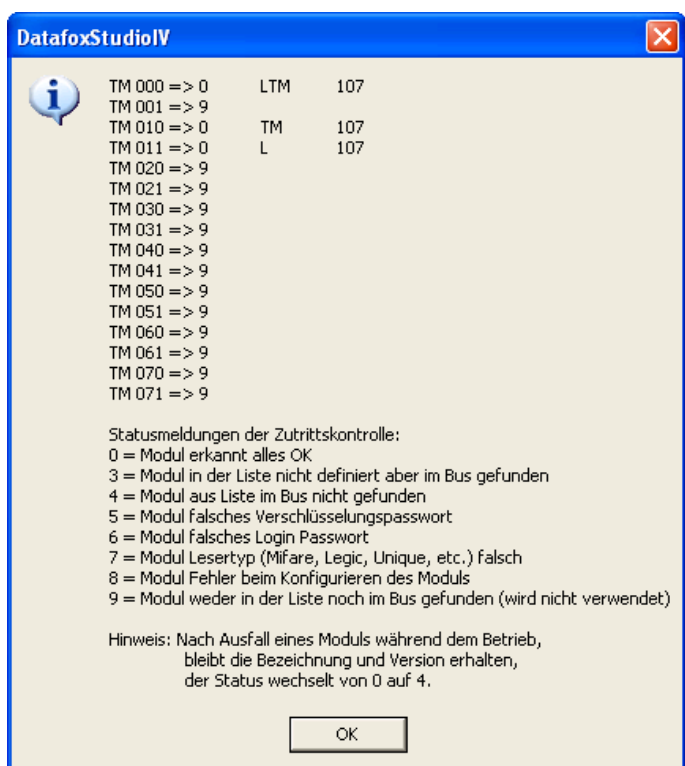 DatafoxStudioIV
TM 000 => 0 LTM 107
TM 001 => 9
TM 010 => 0 TM 107
TM 011 => 0 L 107
TM 020 => 9
TM 021 => 9
TM 030 => 9
TM 031 => 9
TM 040 => 9
TM 041 => 9
TM 050 => 9
TM 051 => 9
TM 060 => 9
TM 061 => 9
TM 070 => 9
TM 071 => 9
Statusmeldungen der Zutrittskontrolle:
0 = Modul erkannt alles OK
3 = Modul in der Liste nicht definiert aber im Bus gefunden
4 = Modul aus Liste im Bus nicht gefunden
5 = Modul falsches Verschlüsselungspasswort
6 = Modul falsches Login Passwort
7 = Modul Lesertyp (Mifare, Legic, Unique, etc.) falsch
8 = Modul Fehler beim Konfigurieren des Moduls
9 = Modul weder in der Liste noch im Bus gefunden (wird nicht verwendet)
Hinweis: Nach Ausfall eines Moduls während dem Betrieb,
bleibt die Bezeichnung und Version erhalten,
der Status wechselt von 0 auf 4.
OK